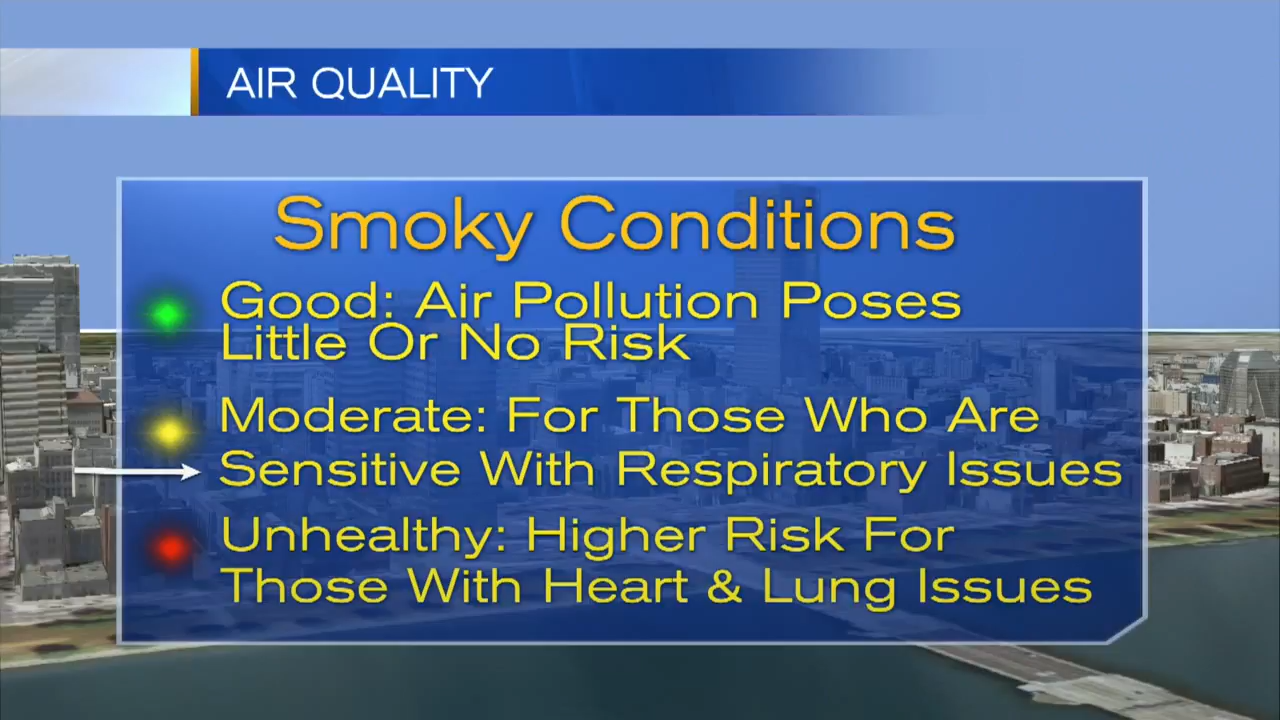 AIR QUALITY
Smoky Conditions
Good: Air Pollution Poses
Little Or No Risk
Moderate: For Those Who Are
Sensitive With Respiratory Issues
Unhealthy: Higher Risk For
Those With Heart & Lung Issues